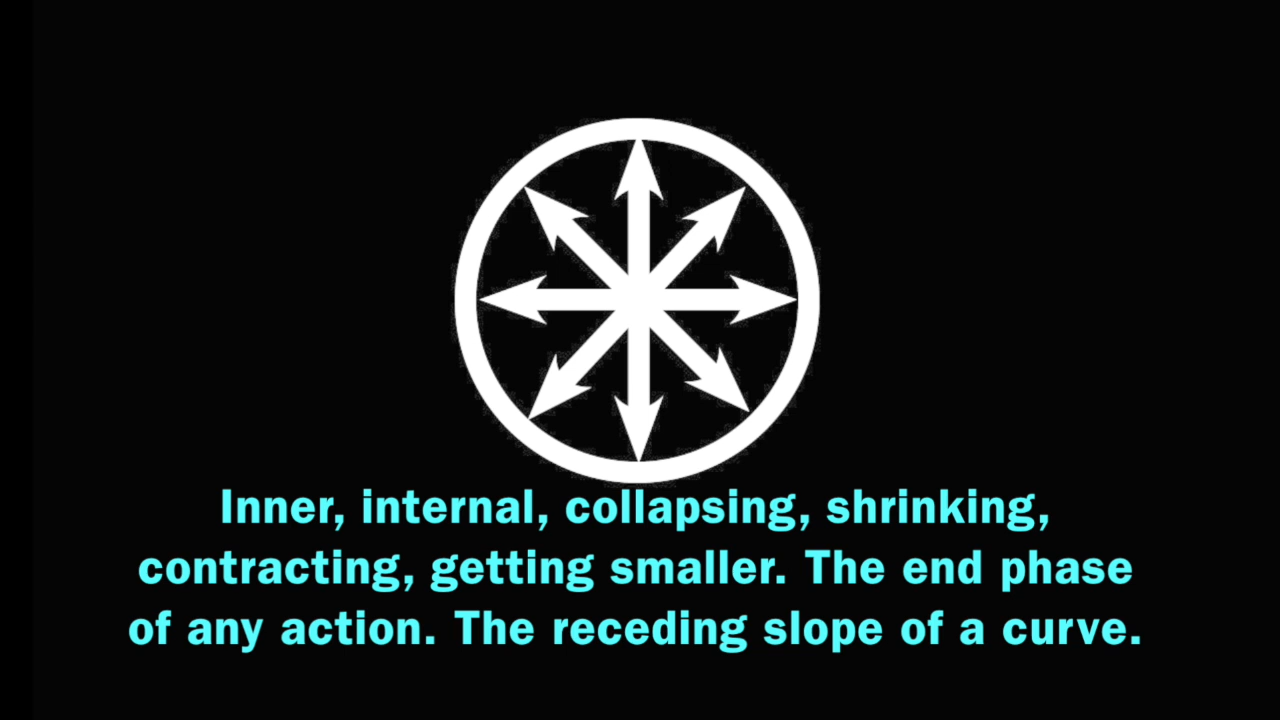 Inner, internal, collapsing, shrinking,
contracting, getting smaller. The end phase
of any action. The receding slope of a curve.